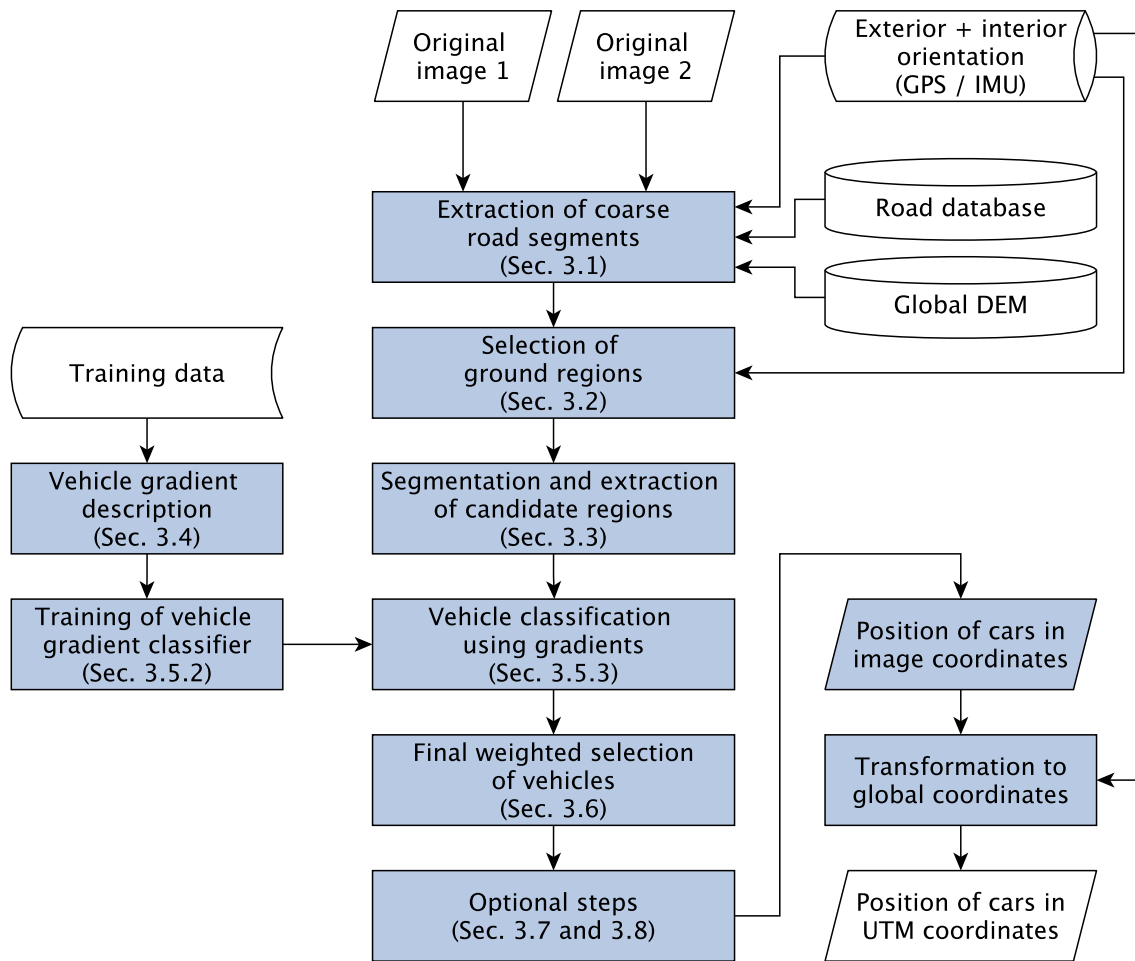 Original
image 1
Original
image 2
Exterior + interior
orientation
(GPS / IMU)
Extraction of coarse
road segments
(Sec. 3.1)
Road database
Global DEM
Selection of
ground regions
(Sec. 3.2)
Training data
Vehicle gradient
description
(Sec. 3.4)
Segmentation and extraction
of candidate regions
(Sec. 3.3)
Training of vehicle
gradient classifier
(Sec. 3.5.2)
Vehicle classification
using gradients
(Sec. 3.5.3)
Position of cars in
image coordinates
Final weighted selection
of vehicles
(Sec. 3.6)
Transformation to
global coordinates
Optional steps
(Sec. 3.7 and 3.8)
Position of cars in
UTM coordinates